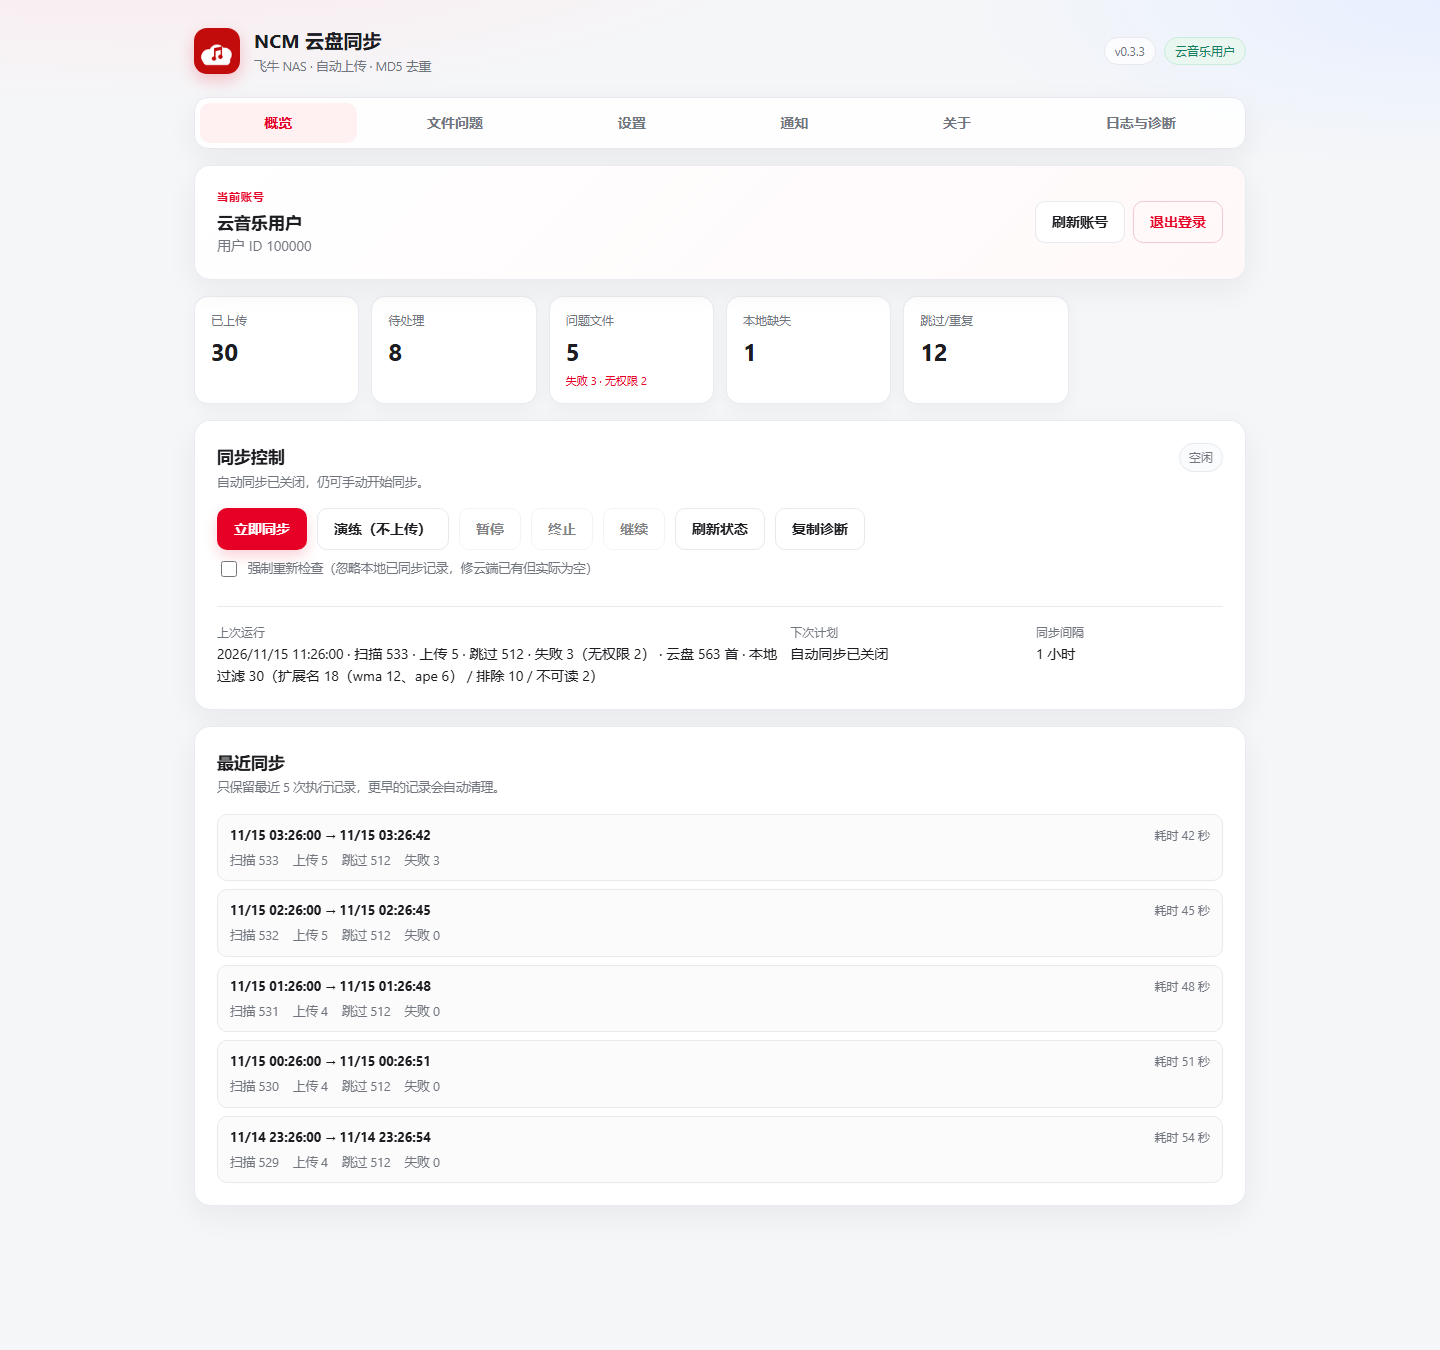 NCM 云盘同步
飞牛 NAS · 自动上传 · MD5 去重
v0.3.3
云音乐用户
概览
文件问题
设置
通知
关于
日志与诊断
当前账号
云音乐用户
用户 ID 100000
刷新账号
退出登录
已上传
30
待处理
8
问题文件
5
失败 3 · 无权限 2
本地缺失
1
跳过/重复
12
同步控制
自动同步已关闭，仍可手动开始同步。
空闲
立即同步
演练（不上传）
暂停
终止
继续
刷新状态
复制诊断
强制重新检查（忽略本地已同步记录，修云端已有但实际为空）
上次运行
2026/11/15 11:26:00 · 扫描 533 · 上传 5 · 跳过 512 · 失败 3（无权限 2） · 云盘 563 首 · 本地
过滤 30（扩展名 18（wma 12、ape 6） / 排除 10 / 不可读 2）
下次计划
自动同步已关闭
同步间隔
1 小时
最近同步
只保留最近 5 次执行记录，更早的记录会自动清理。
11/15 03:26:00 → 11/15 03:26:42
耗时 42 秒
扫描 533 上传 5 跳过 512 失败 3
11/15 02:26:00 → 11/15 02:26:45
耗时 45 秒
扫描 532 上传 5 跳过 512 失败 0
11/15 01:26:00 → 11/15 01:26:48
耗时 48 秒
扫描 531 上传 4 跳过 512 失败 0
11/15 00:26:00 → 11/15 00:26:51
耗时 51 秒
扫描 530 上传 4 跳过 512 失败 0
11/14 23:26:00 → 11/14 23:26:54
耗时 54 秒
扫描 529 上传 4 跳过 512 失败 0